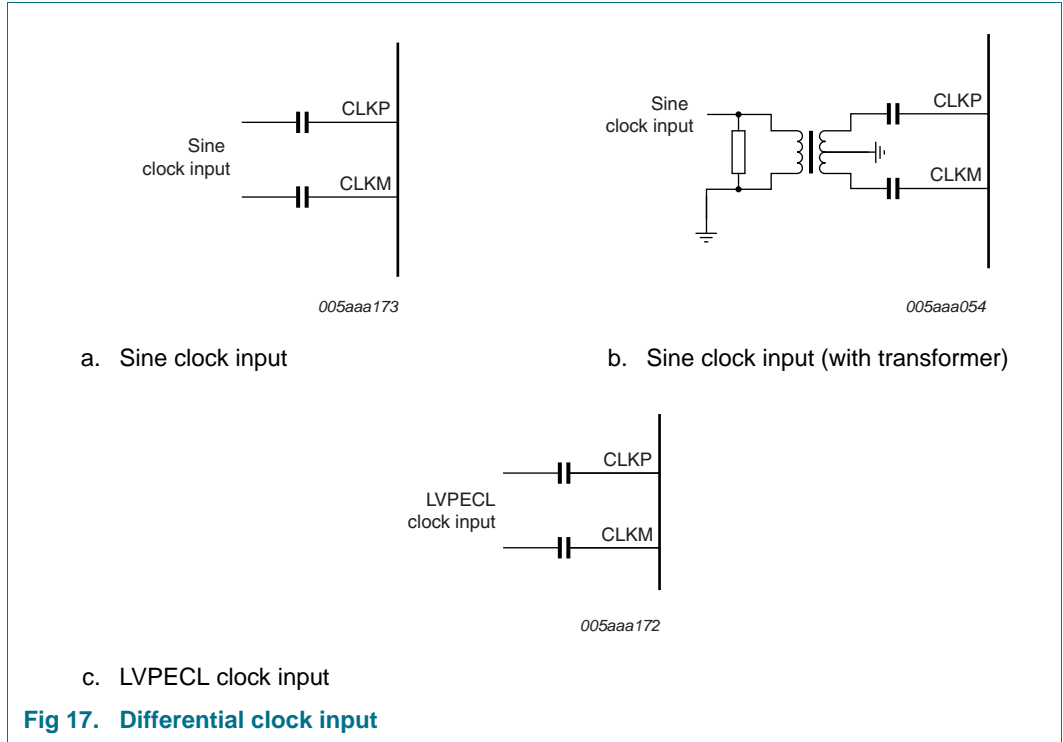 CLKP
Sine
clock input
CLKM
005aaa173
a. Sine clock input
Sine
clock input
CLKP
CLKM
005aaa054
b. Sine clock input (with transformer)
CLKP
LVPECL
clock input
CLKM
005aaa172
c. LVPECL clock input
Fig 17. Differential clock input